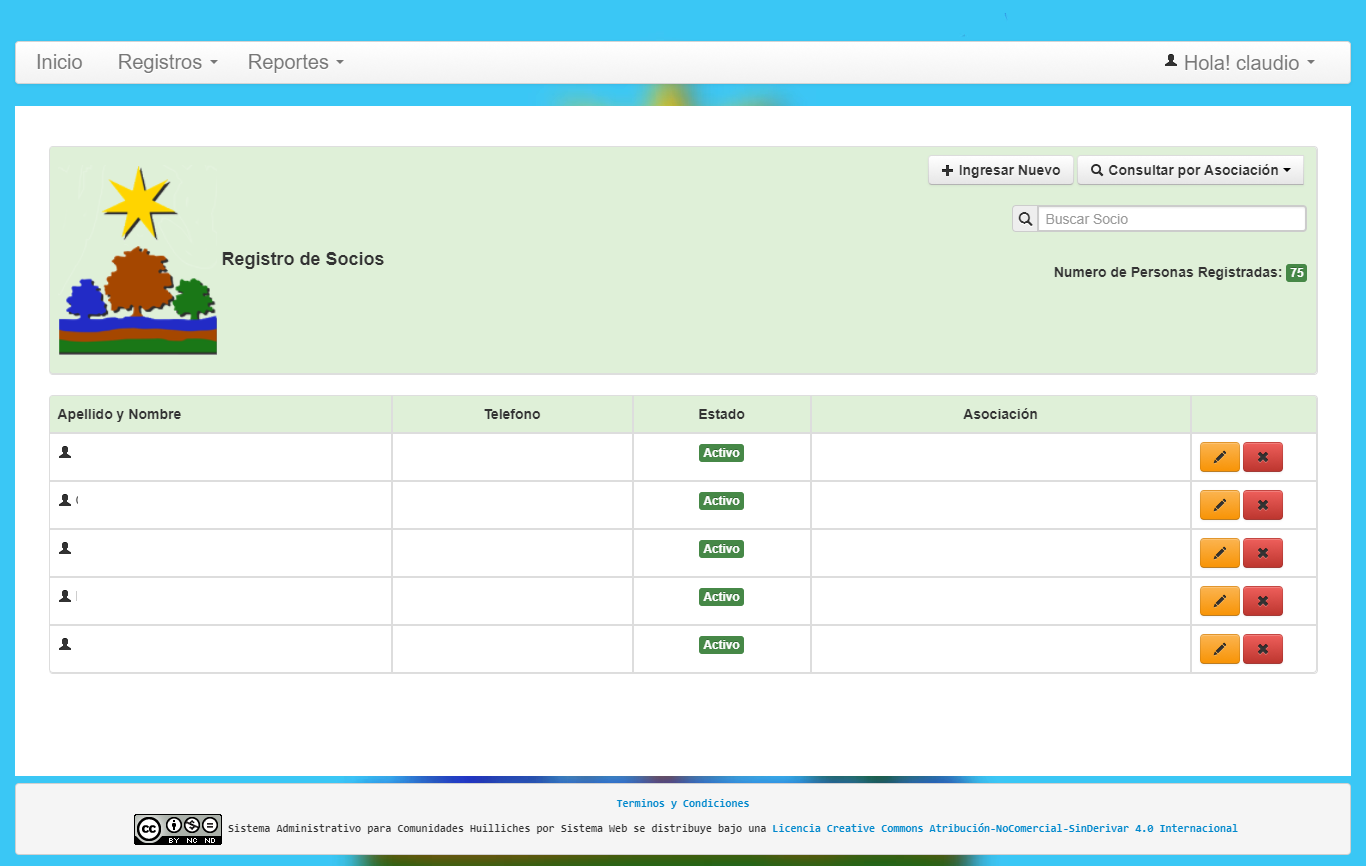 Inicio Registros Reportes Hola! claudio
Ingresar Nuevo Consultar por Asociación
Buscar Socio
Registro de Socios
Numero de Personas Registradas: 75
Apellido y Nombre Telefono Estado Asociación
Activo
Activo
Activo
Activo
Activo
Terminos y Condiciones
cc BY NC ND Sistema Administrativo para Comunidades Huilliches por Sistema Web se distribuye bajo una Licencia Creative Commons Atribución-NoComercial-SinDerivar 4.0 Internacional